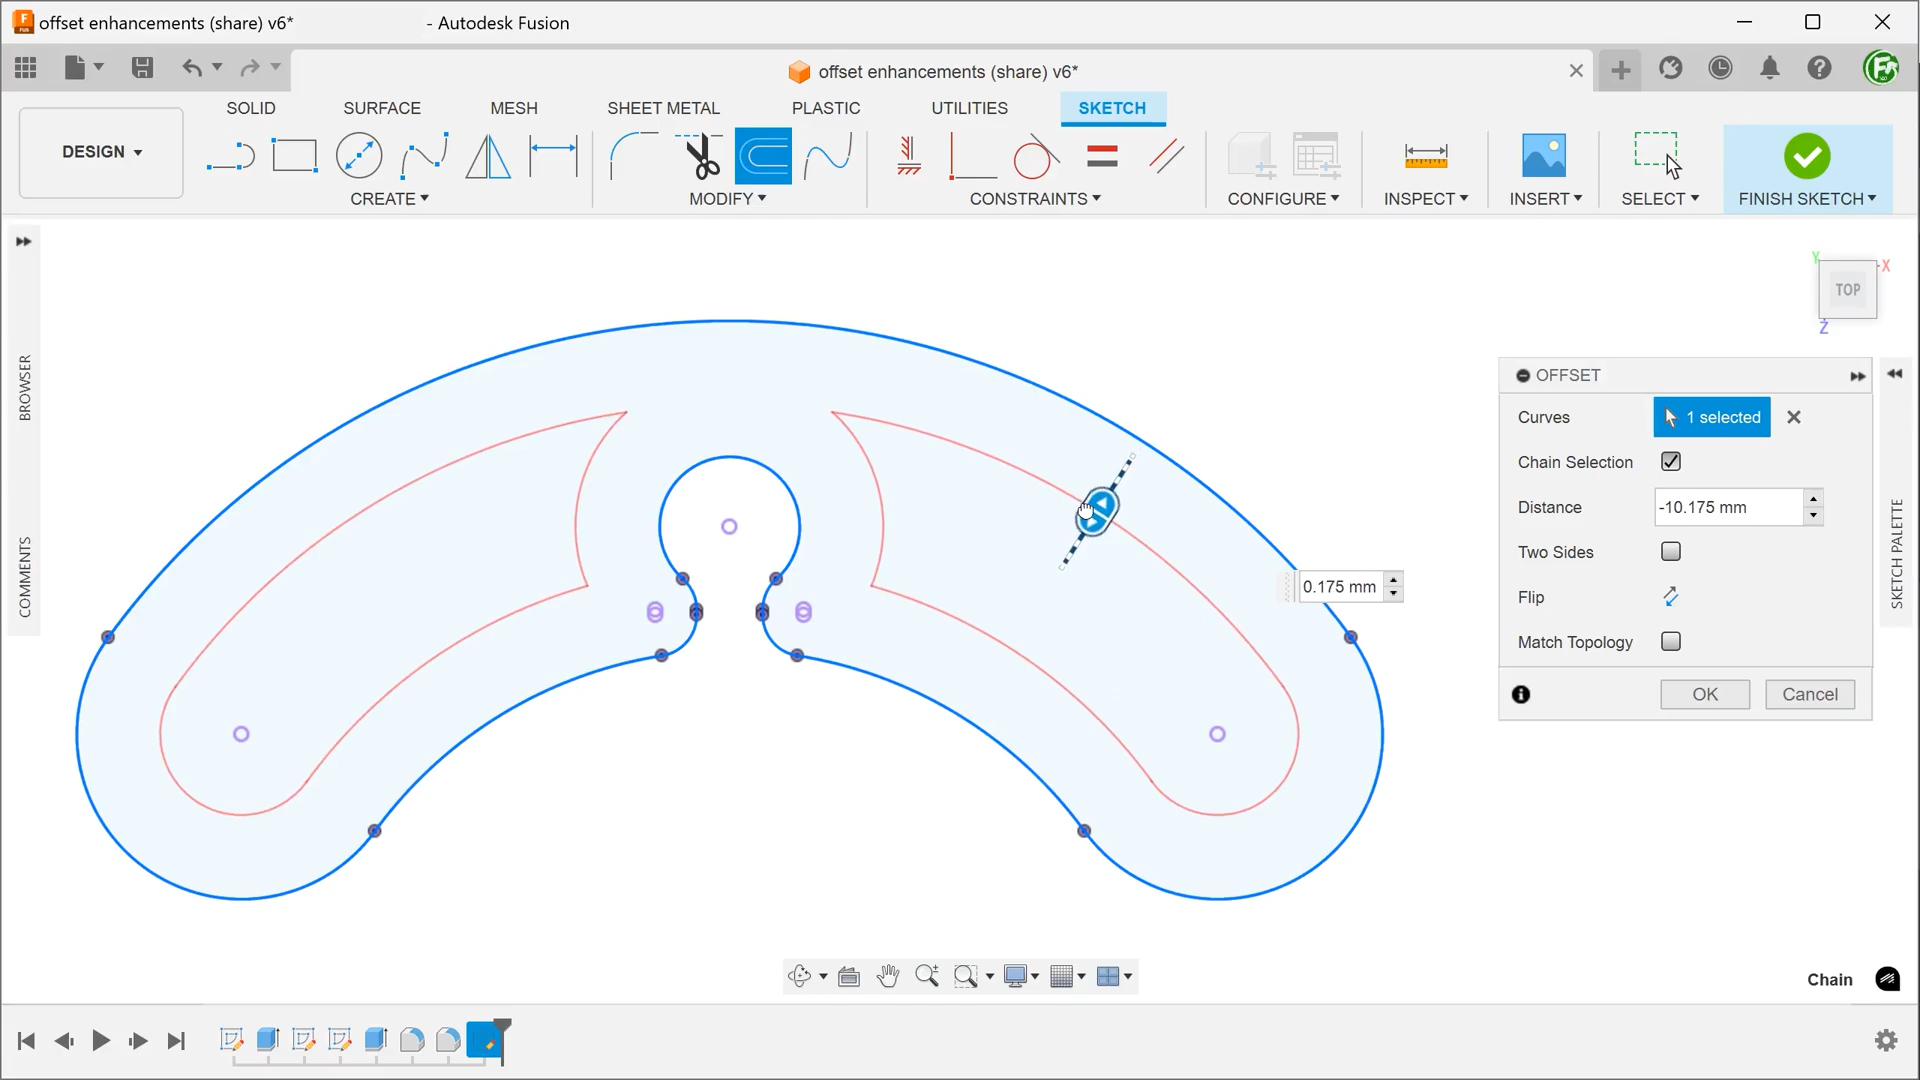 offset enhancements (share) v6* - Autodesk Fusion
offset enhancements (share) v6*
SOLID SURFACE MESH SHEET METAL PLASTIC UTILITIES SKETCH
DESIGN
CREATE MODIFY CONSTRAINTS CONFIGURE INSPECT INSERT SELECT FINISH SKETCH
BROWSER
COMMENTS
Y
X
TOP
Z
OFFSET
Curves 1 selected
Chain Selection
Distance -10.175 mm
Two Sides
Flip
Match Topology
OK Cancel
0.175 mm
SKETCH PALETTE
Chain